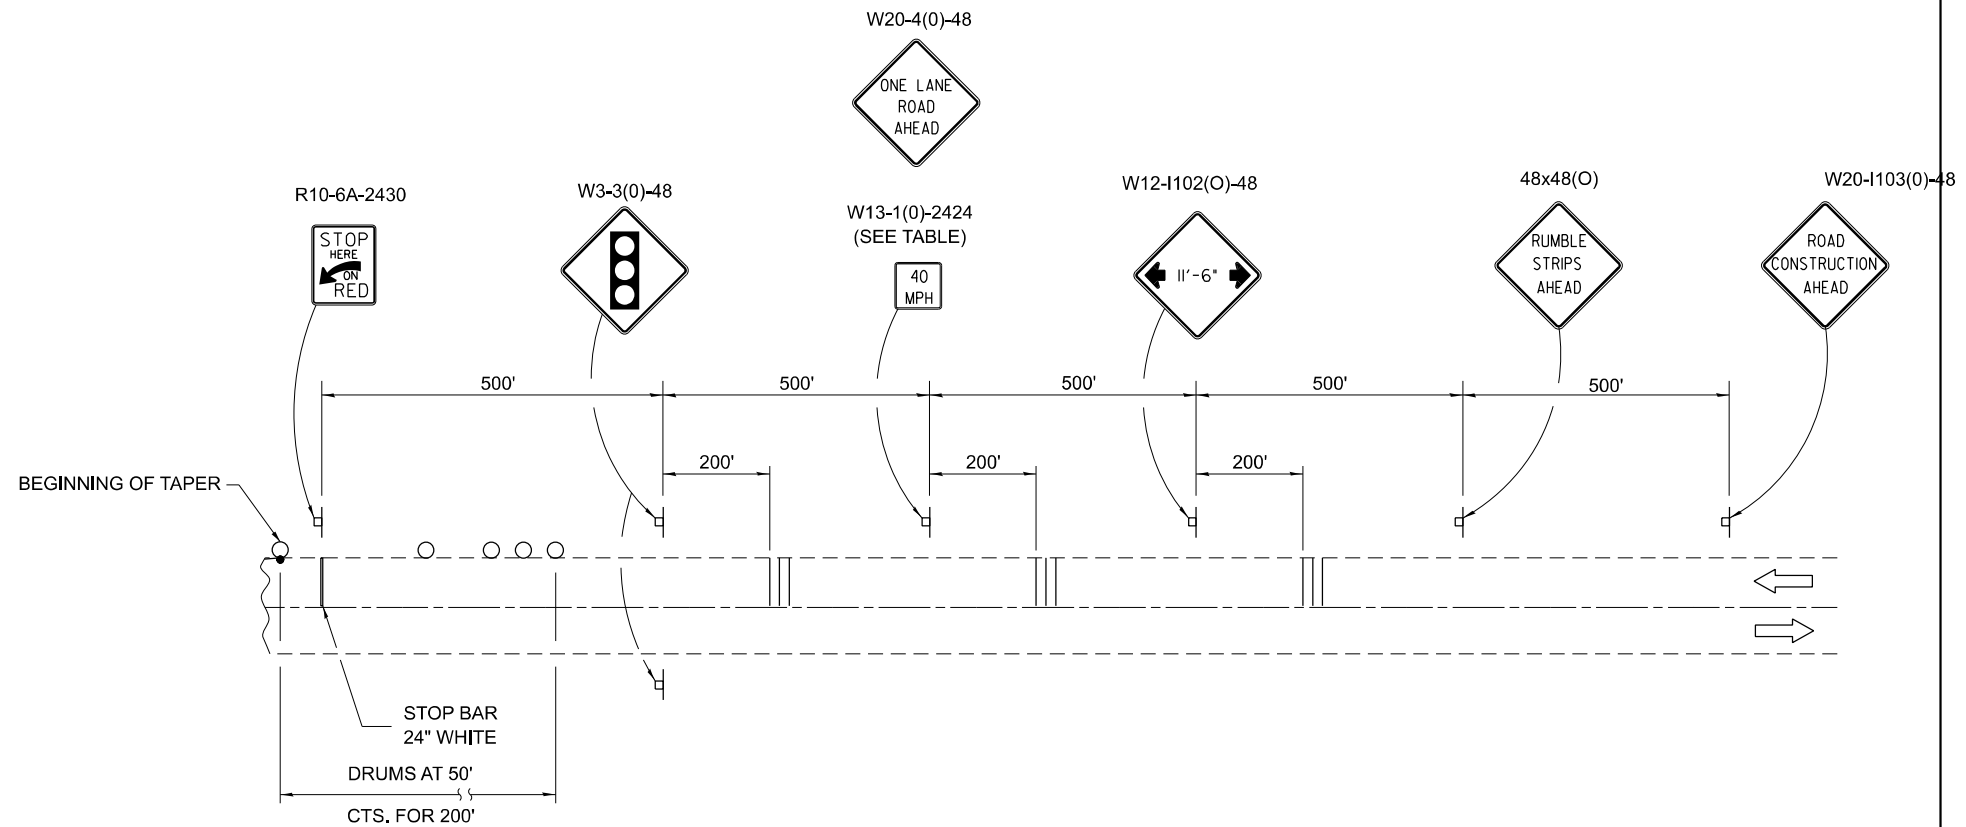 W20-4(0)-48
ONE LANE
ROAD
AHEAD
R10-6A-2430
STOP
HERE
ON
RED
W3-3(0)-48
W13-1(0)-2424
(SEE TABLE)
40
MPH
W12-I102(O)-48
11'-6"
48x48(O)
RUMBLE
STRIPS
AHEAD
W20-I103(0)-48
ROAD
CONSTRUCTION
AHEAD
500'
500'
500'
500'
500'
200'
200'
200'
BEGINNING OF TAPER
STOP BAR
24" WHITE
DRUMS AT 50'
CTS. FOR 200'